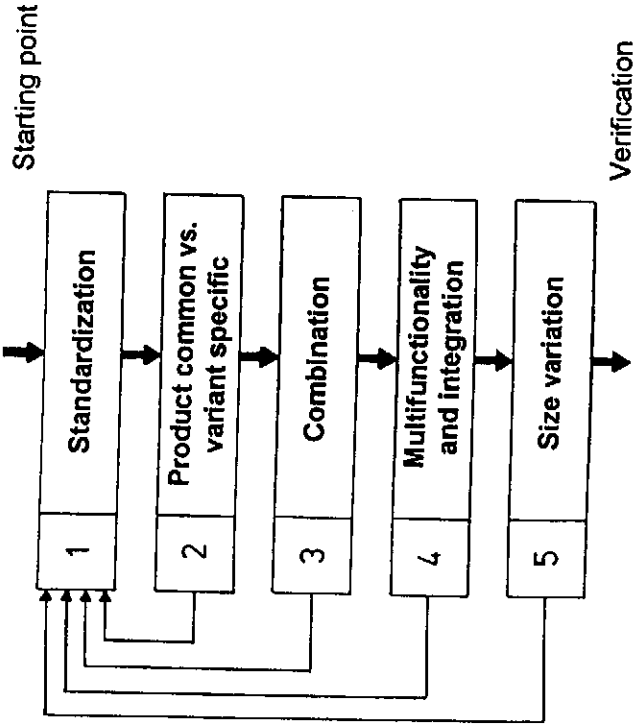 Starting point
1
Standardization
2
Product common vs.
variant specific
3
Combination
4
Multifunctionality
and integration
5
Size variation
Verification